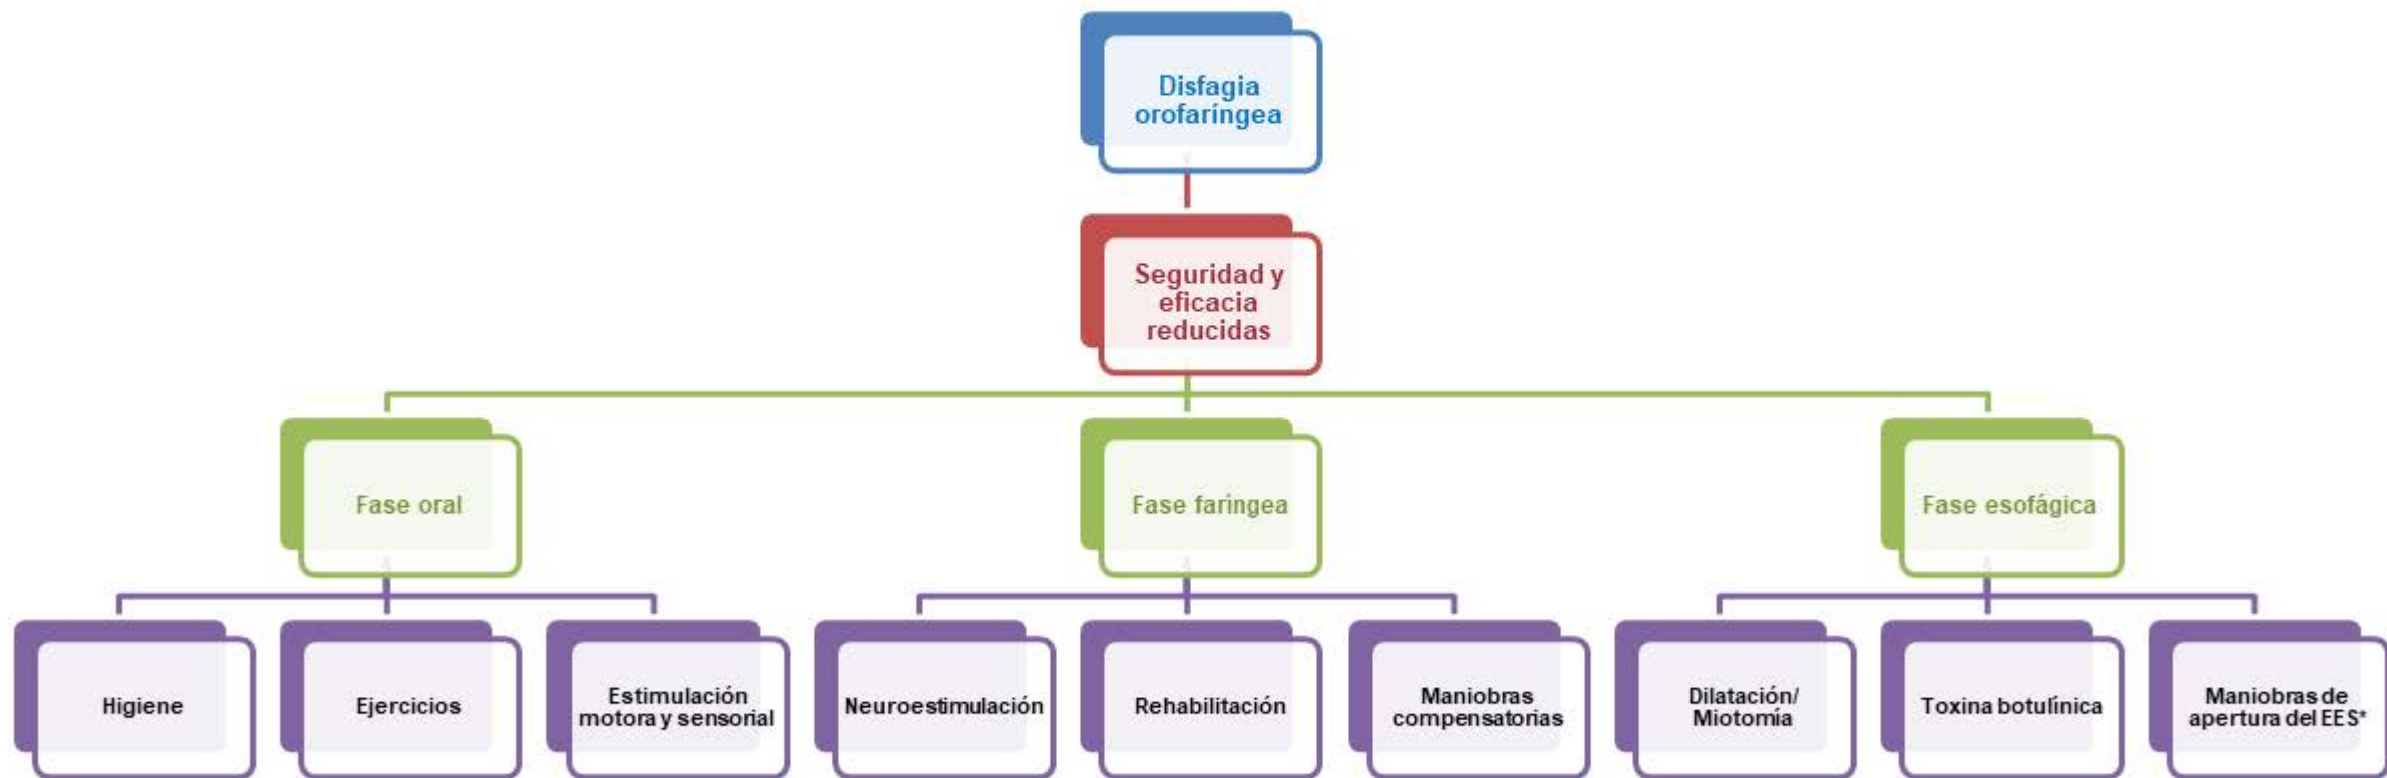 Disfagia
orofaríngea
Seguridad y
eficacia
reducidas
Fase oral
Fase faríngea
Fase esofágica
Higiene
Ejercicios
Estimulación
motora y sensorial
Neuroestimulación
Rehabilitación
Maniobras
compensatorias
Dilatación/
Miotomía
Toxina botulínica
Maniobras de
apertura del EES*